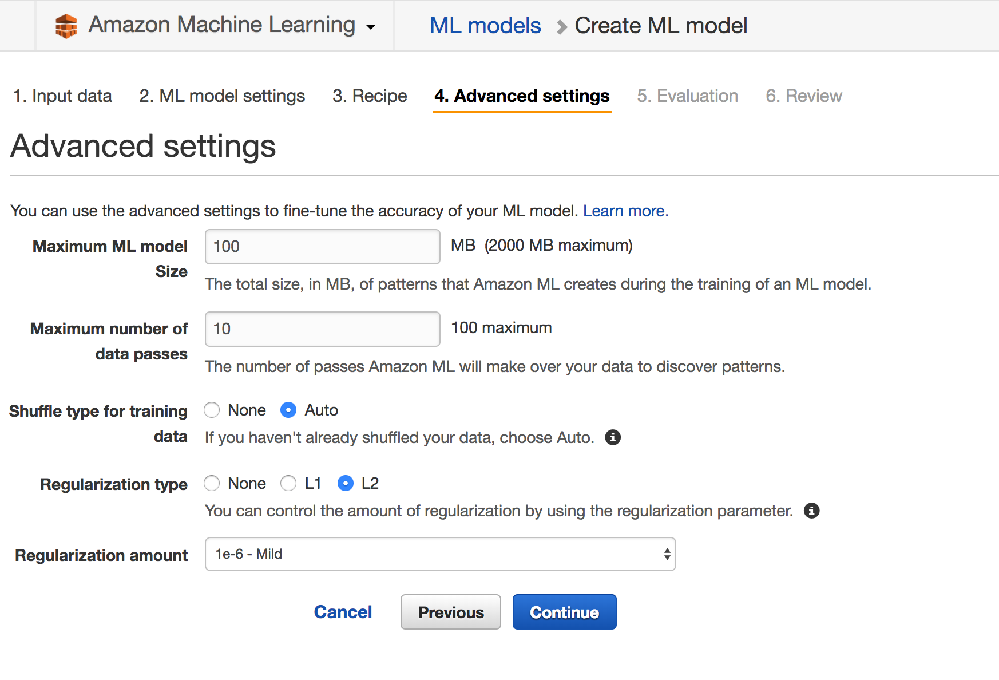 Amazon Machine Learning
ML models > Create ML model
1. Input data 2. ML model settings 3. Recipe 4. Advanced settings 5. Evaluation 6. Review
Advanced settings
You can use the advanced settings to fine-tune the accuracy of your ML model. Learn more.
Maximum ML model
Size
100 MB (2000 MB maximum)
The total size, in MB, of patterns that Amazon ML creates during the training of an ML model.
Maximum number of
data passes
10 100 maximum
The number of passes Amazon ML will make over your data to discover patterns.
Shuffle type for training
data
None Auto
If you haven't already shuffled your data, choose Auto.
Regularization type None L1 L2
You can control the amount of regularization by using the regularization parameter.
Regularization amount 1e-6 - Mild
Cancel Previous Continue